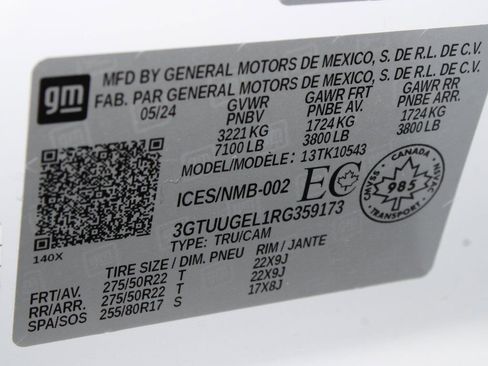 gm
MFD BY GENERAL MOTORS DE MEXICO, S. DE R.L. DE C.V.
FAB. PAR GENERAL MOTORS DE MEXICO, S. DE R.L. DE C.V.
05/24 GVWR GAWR FRT GAWR RR
PNBV PNBE AV. PNBE ARR.
3221 KG 1724 KG 1724 KG
7100 LB 3800 LB 3800 LB
MODEL/MODÈLE: 13TK10543
ICES/NMB-002 EC
CANADA
985
NSVAC
3GTUUGEL1RG359173
TYPE: TRU/CAM
140X
TIRE SIZE / DIM. PNEU RIM / JANTE
FRT/AV. 275/50R22 T 22X9J
RR/ARR. 275/50R22 T 22X9J
SPA/SOS 255/80R17 S 17X8J